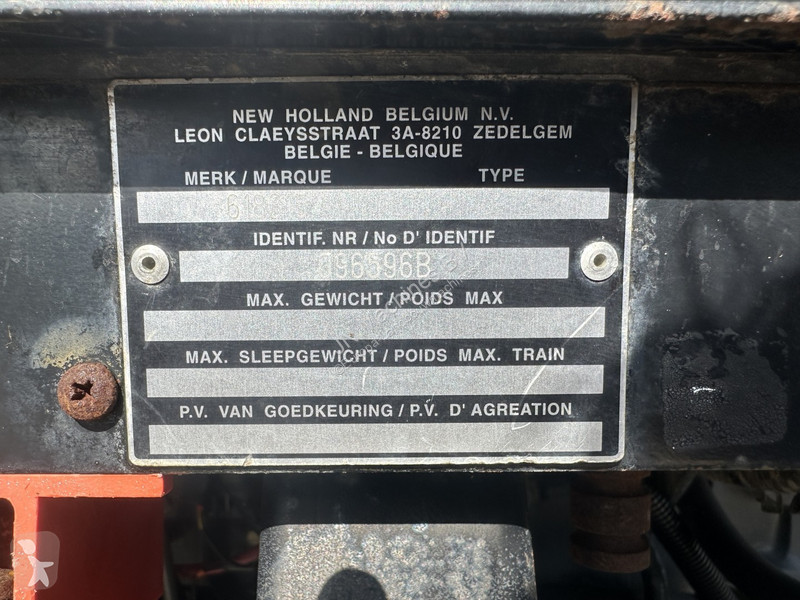 NEW HOLLAND BELGIUM N.V.
LEON CLAEYSSTRAAT 3A-8210 ZEDELGEM
BELGIE - BELGIQUE
MERK / MARQUE TYPE
IDENTIF. NR / No D' IDENTIF
MAX. GEWICHT / POIDS MAX
MAX. SLEEPGEWICHT / POIDS MAX. TRAIN
P.V. VAN GOEDKEURING / P.V. D' AGREATION